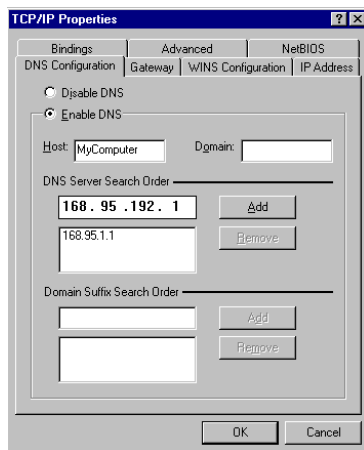 TCP/IP Properties
Bindings Advanced NetBIOS
DNS Configuration Gateway WINS Configuration IP Address
Disable DNS
Enable DNS
Host: MyComputer Domain:
DNS Server Search Order
168. 95 .192. 1 Add
168.95.1.1 Remove
Domain Suffix Search Order
Add
Remove
OK Cancel